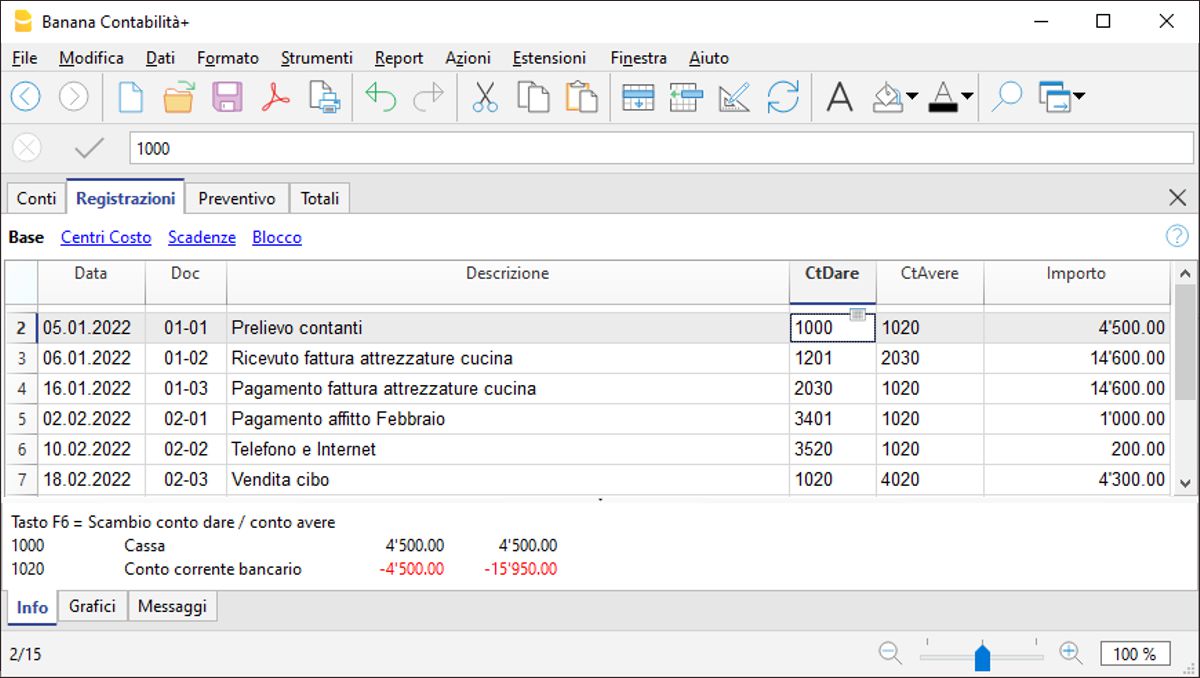 Banana Contabilità+
File Modifica Dati Formato Strumenti Report Azioni Estensioni Finestra Aiuto
A A
1000
Conti Registrazioni Preventivo Totali
Base Centri Costo Scadenze Blocco ?
Data Doc Descrizione CtDare CtAvere Importo
2 05.01.2022 01-01 Prelievo contanti 1000 1020 4'500.00
3 06.01.2022 01-02 Ricevuto fattura attrezzature cucina 1201 2030 14'600.00
4 16.01.2022 01-03 Pagamento fattura attrezzature cucina 2030 1020 14'600.00
5 02.02.2022 02-01 Pagamento affitto Febbraio 3401 1020 1'000.00
6 10.02.2022 02-02 Telefono e Internet 3520 1020 200.00
7 18.02.2022 02-03 Vendita cibo 1020 4020 4'300.00
Tasto F6 = Scambio conto dare / conto avere
1000 Cassa 4'500.00 4'500.00
1020 Conto corrente bancario -4'500.00 -15'950.00
Info Grafici Messaggi
2/15 100 %